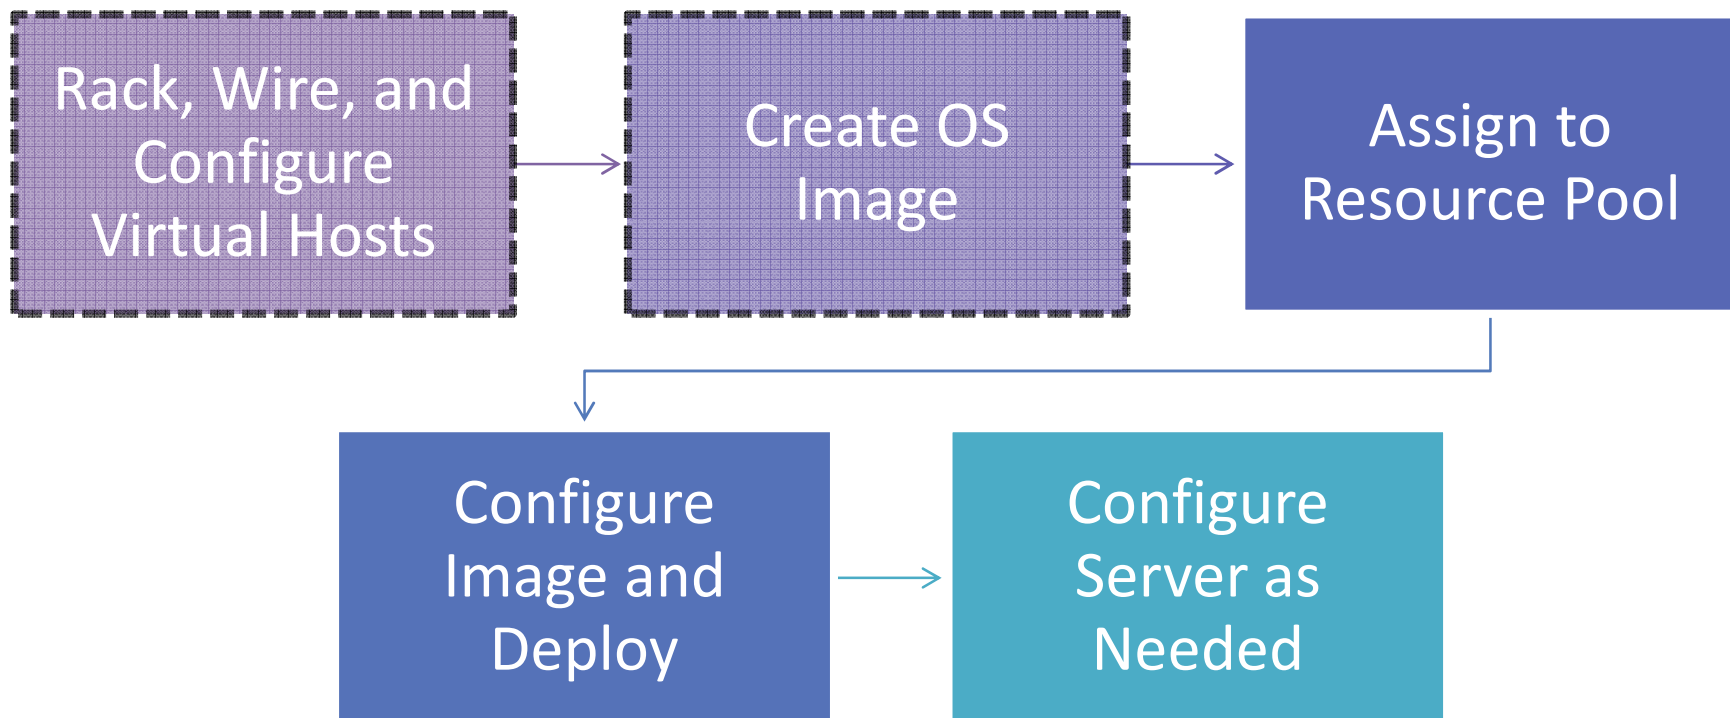 Rack, Wire, and
Configure
Virtual Hosts
Create OS
Image
Assign to
Resource Pool
Configure
Image and
Deploy
Configure
Server as
Needed